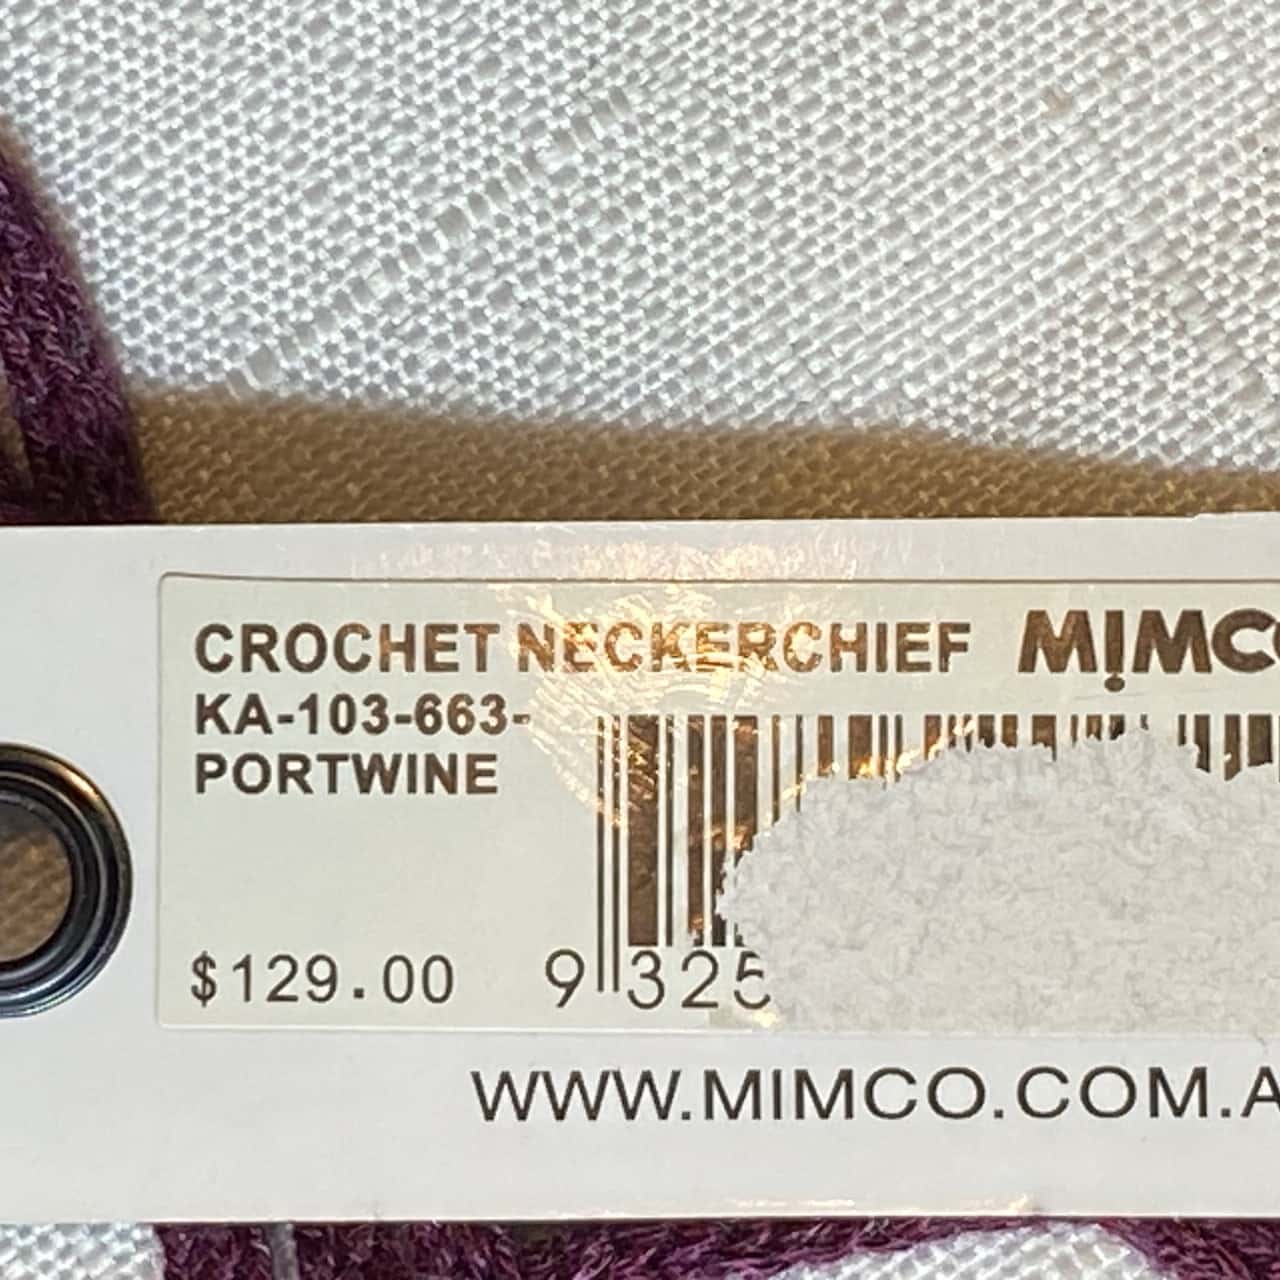 CROCHET NECKERCHIEF MIMCO
KA-103-663-
PORTWINE
$129.00 9 325
WWW.MIMCO.COM.A